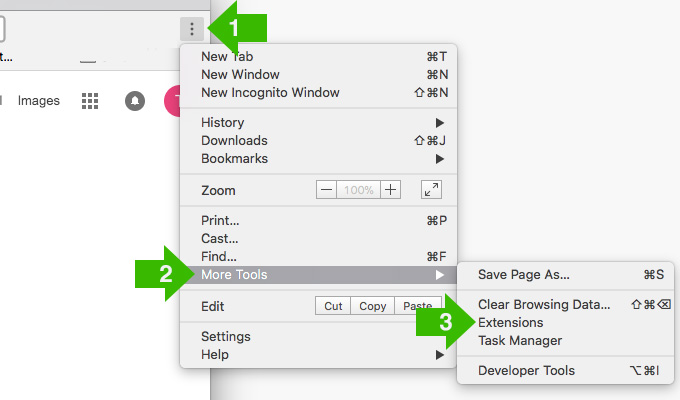 1
t...
Images
New Tab ⌘T
New Window ⌘N
New Incognito Window ⇧⌘N
History ▶
Downloads ⇧⌘J
Bookmarks ▶
Zoom − 100% +
Print... ⌘P
Cast...
Find... ⌘F
2 More Tools ▶
Edit Cut Copy Paste
Settings
Help ▶
Save Page As... ⌘S
Clear Browsing Data... ⇧⌘⌫
3 Extensions
Task Manager
Developer Tools ⌥⌘I